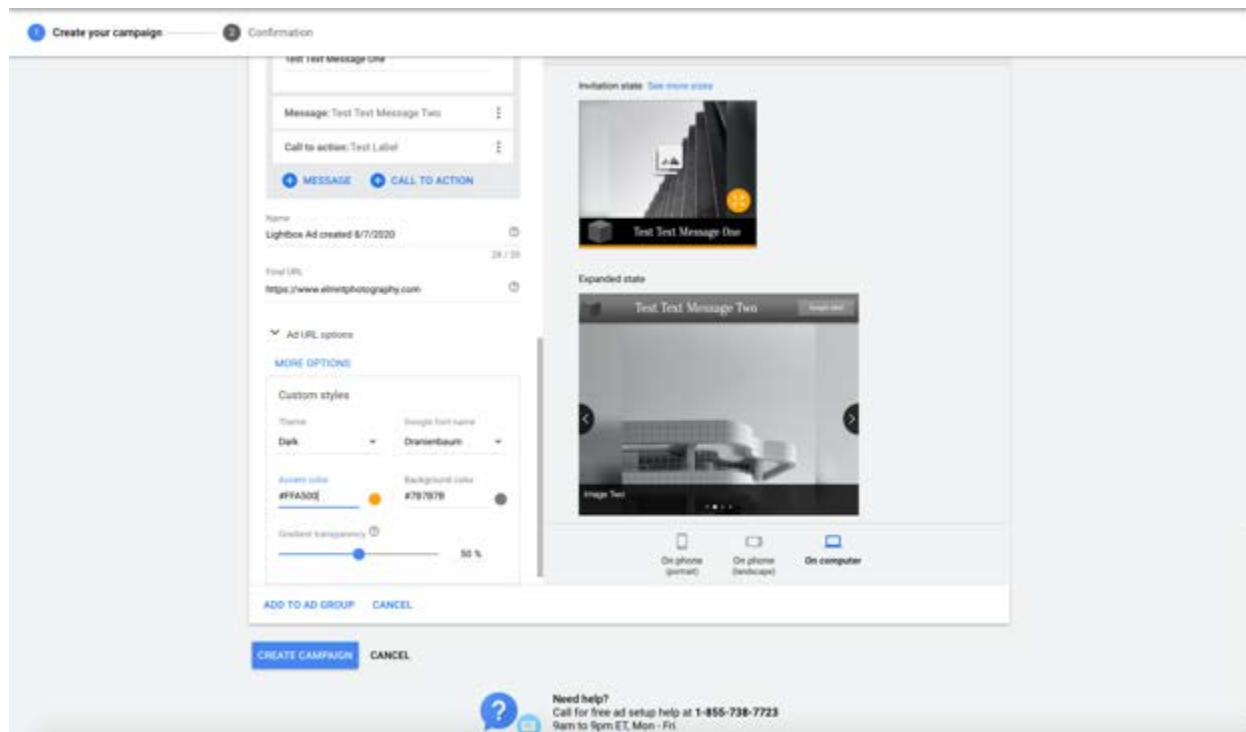 1 Create your campaign
2 Confirmation
Test Text Message One
Message: Test Text Message Two
Call to action: Test Label
MESSAGE
CALL TO ACTION
Name
Lightbox Ad created 8/7/2020
Final URL
https://www.elmntphotography.com
Ad URL options
MORE OPTIONS
Custom styles
Theme
Google font name
Dark
Oranienbaum
Accent color
Background color
#FFA500
#7B7B7B
Gradient transparency
50 %
ADD TO AD GROUP
CANCEL
Invitation state See more sizes
Test Text Message One
Expanded state
Test Text Message Two
Image Two
On phone
(portrait)
On phone
(landscape)
On computer
CREATE CAMPAIGN
CANCEL
Need help?
Call for free ad setup help at 1-855-738-7723
9am to 9pm ET, Mon - Fri